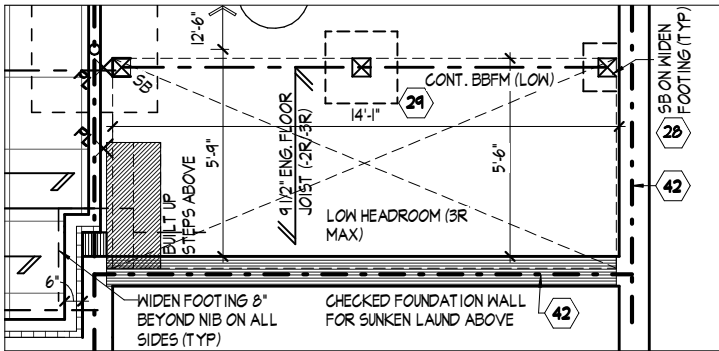 12'-6"
SB
CONT. BBFM (LOW)
SB ON WIDEN
FOOTING (TYP)
29
14'-1"
28
9 1/2" ENG. FLOOR
JOIST (-2R/-3R)
5'-9"
5'-6"
42
BUILT UP
STEPS ABOVE
LOW HEADROOM (3R
MAX)
6"
WIDEN FOOTING 8"
BEYOND NIB ON ALL
SIDES (TYP)
CHECKED FOUNDATION WALL
FOR SUNKEN LAUND ABOVE
42